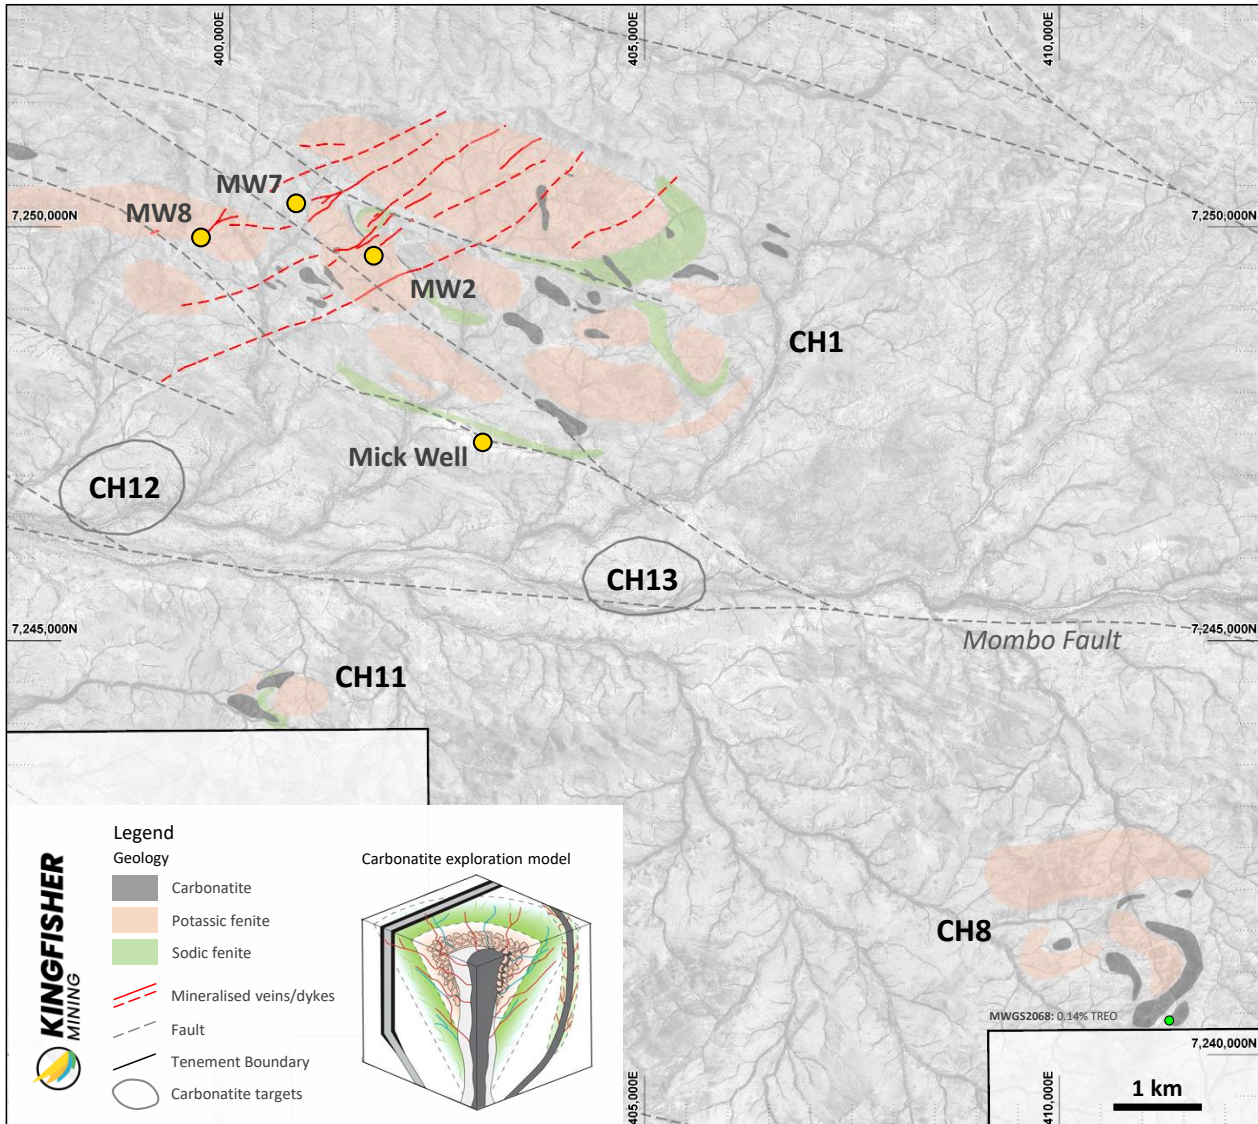 400,000E
405,000E
410,000E
MW7
MW8
7,250,000N
7,250,000N
MW2
CH1
Mick Well
CH12
CH13
7,245,000N
7,245,000N
Mombo Fault
CH11
KINGFISHER
MINING
Legend
Geology
Carbonatite
Potassic fenite
Sodic fenite
Mineralised veins/dykes
Fault
Tenement Boundary
Carbonatite targets
Carbonatite exploration model
CH8
MWGS2068: 0.14% TREO
7,240,000N
405,000E
410,000E
1 km